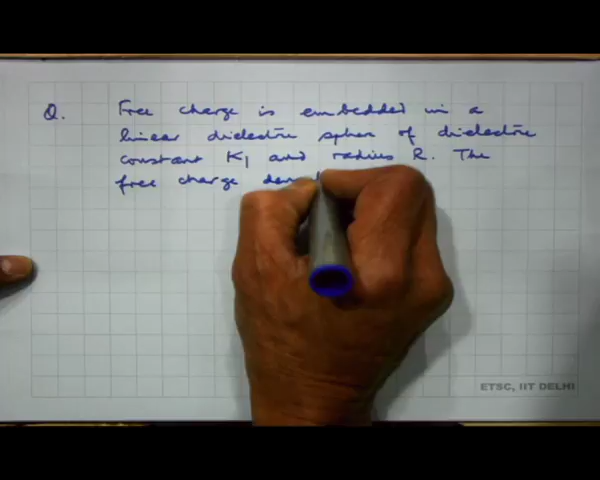 Q. Free charge is embedded in a
linear dielectric sphere of dielectric
constant K1 and radius R. The
free charge den
ETSC, IIT DELHI